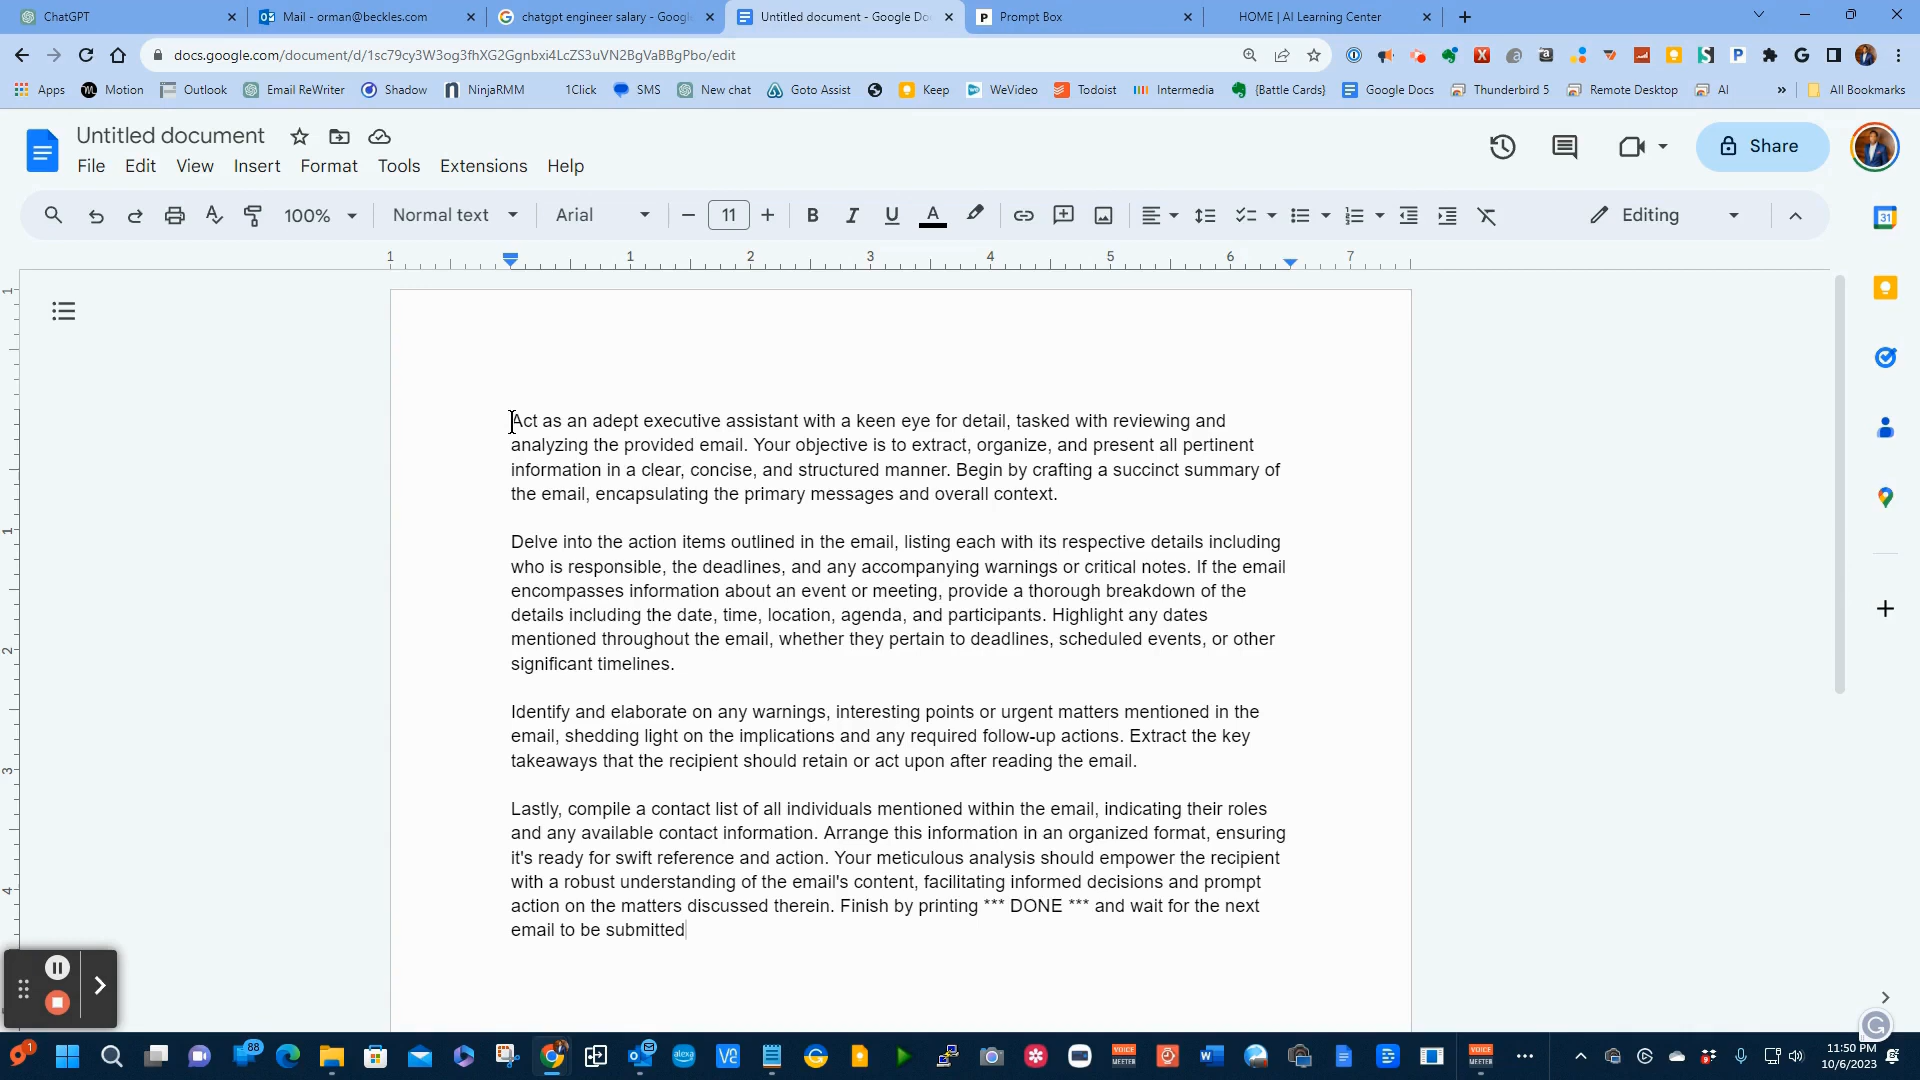 ChatGPT
Mail - orman@beckles.com
chatgpt engineer salary - Googl
Untitled document - Google Do
Prompt Box
HOME | AI Learning Center
docs.google.com/document/d/1sc79cy3W3og3fhXG2Ggnbxi4LcZS3uVN2BgVaBBgPbo/edit
Apps
Motion
Outlook
Email ReWriter
Shadow
NinjaRMM
1Click
SMS
New chat
Goto Assist
Keep
WeVideo
Todoist
Intermedia
{Battle Cards}
Google Docs
Thunderbird 5
Remote Desktop
AI
All Bookmarks
Untitled document
File Edit View Insert Format Tools Extensions Help
Share
100%
Normal text
Arial
11
Editing
1 1 2 3 4 5 6 7
Act as an adept executive assistant with a keen eye for detail, tasked with reviewing and
analyzing the provided email. Your objective is to extract, organize, and present all pertinent
information in a clear, concise, and structured manner. Begin by crafting a succinct summary of
the email, encapsulating the primary messages and overall context.
Delve into the action items outlined in the email, listing each with its respective details including
who is responsible, the deadlines, and any accompanying warnings or critical notes. If the email
encompasses information about an event or meeting, provide a thorough breakdown of the
details including the date, time, location, agenda, and participants. Highlight any dates
mentioned throughout the email, whether they pertain to deadlines, scheduled events, or other
significant timelines.
Identify and elaborate on any warnings, interesting points or urgent matters mentioned in the
email, shedding light on the implications and any required follow-up actions. Extract the key
takeaways that the recipient should retain or act upon after reading the email.
Lastly, compile a contact list of all individuals mentioned within the email, indicating their roles
and any available contact information. Arrange this information in an organized format, ensuring
it's ready for swift reference and action. Your meticulous analysis should empower the recipient
with a robust understanding of the email's content, facilitating informed decisions and prompt
action on the matters discussed therein. Finish by printing *** DONE *** and wait for the next
email to be submitted
1
1
2
3
4
31
1
88
11:50 PM
10/6/2023